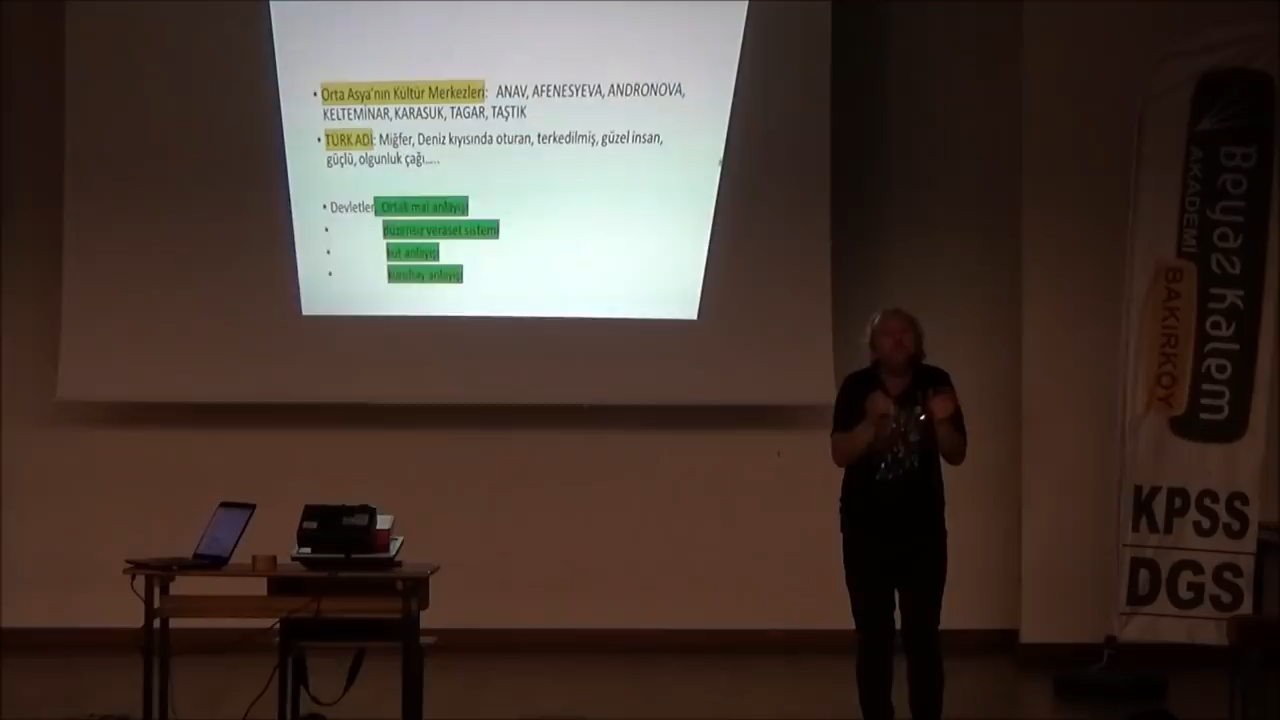 • Orta Asya'nın Kültür Merkezleri: ANAV, AFENESYEVA, ANDRONOVA,
KELTEMİNAR, KARASUK, TAGAR, TAŞTIK
• TÜRK ADI: Miğfer, Deniz kıyısında oturan, terkedilmiş, güzel insan,
güçlü, olgunluk çağı.....
• Devletler Ortak mal anlayışı
• düzensiz veraset sistemi
• kut anlayışı
• kurultay anlayışı
Beyaz Kalem
AKADEMİ
BAKIRKÖY
KPSS
DGS